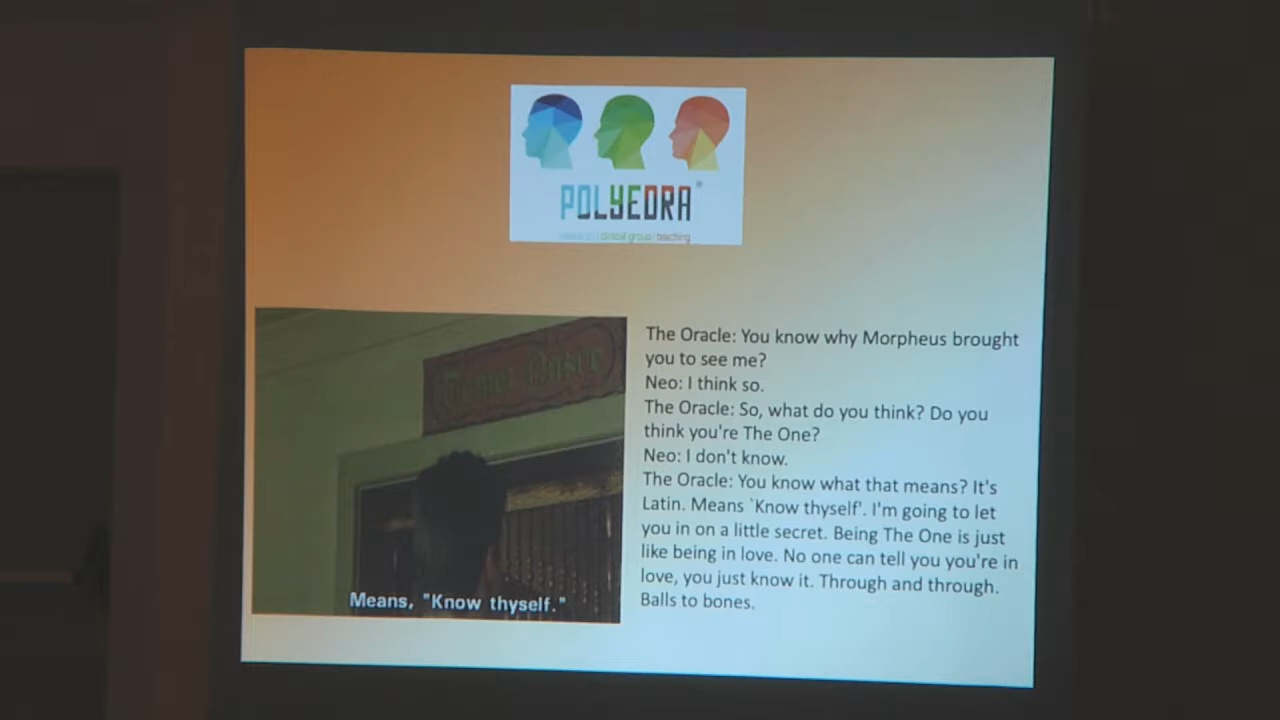 POLYEDRA®
clinical group teaching
The Oracle: You know why Morpheus brought
you to see me?
Neo: I think so.
The Oracle: So, what do you think? Do you
think you're The One?
Neo: I don't know.
The Oracle: You know what that means? It's
Latin. Means `Know thyself'. I'm going to let
you in on a little secret. Being The One is just
like being in love. No one can tell you you're in
love, you just know it. Through and through.
Balls to bones.
Means, "Know thyself."